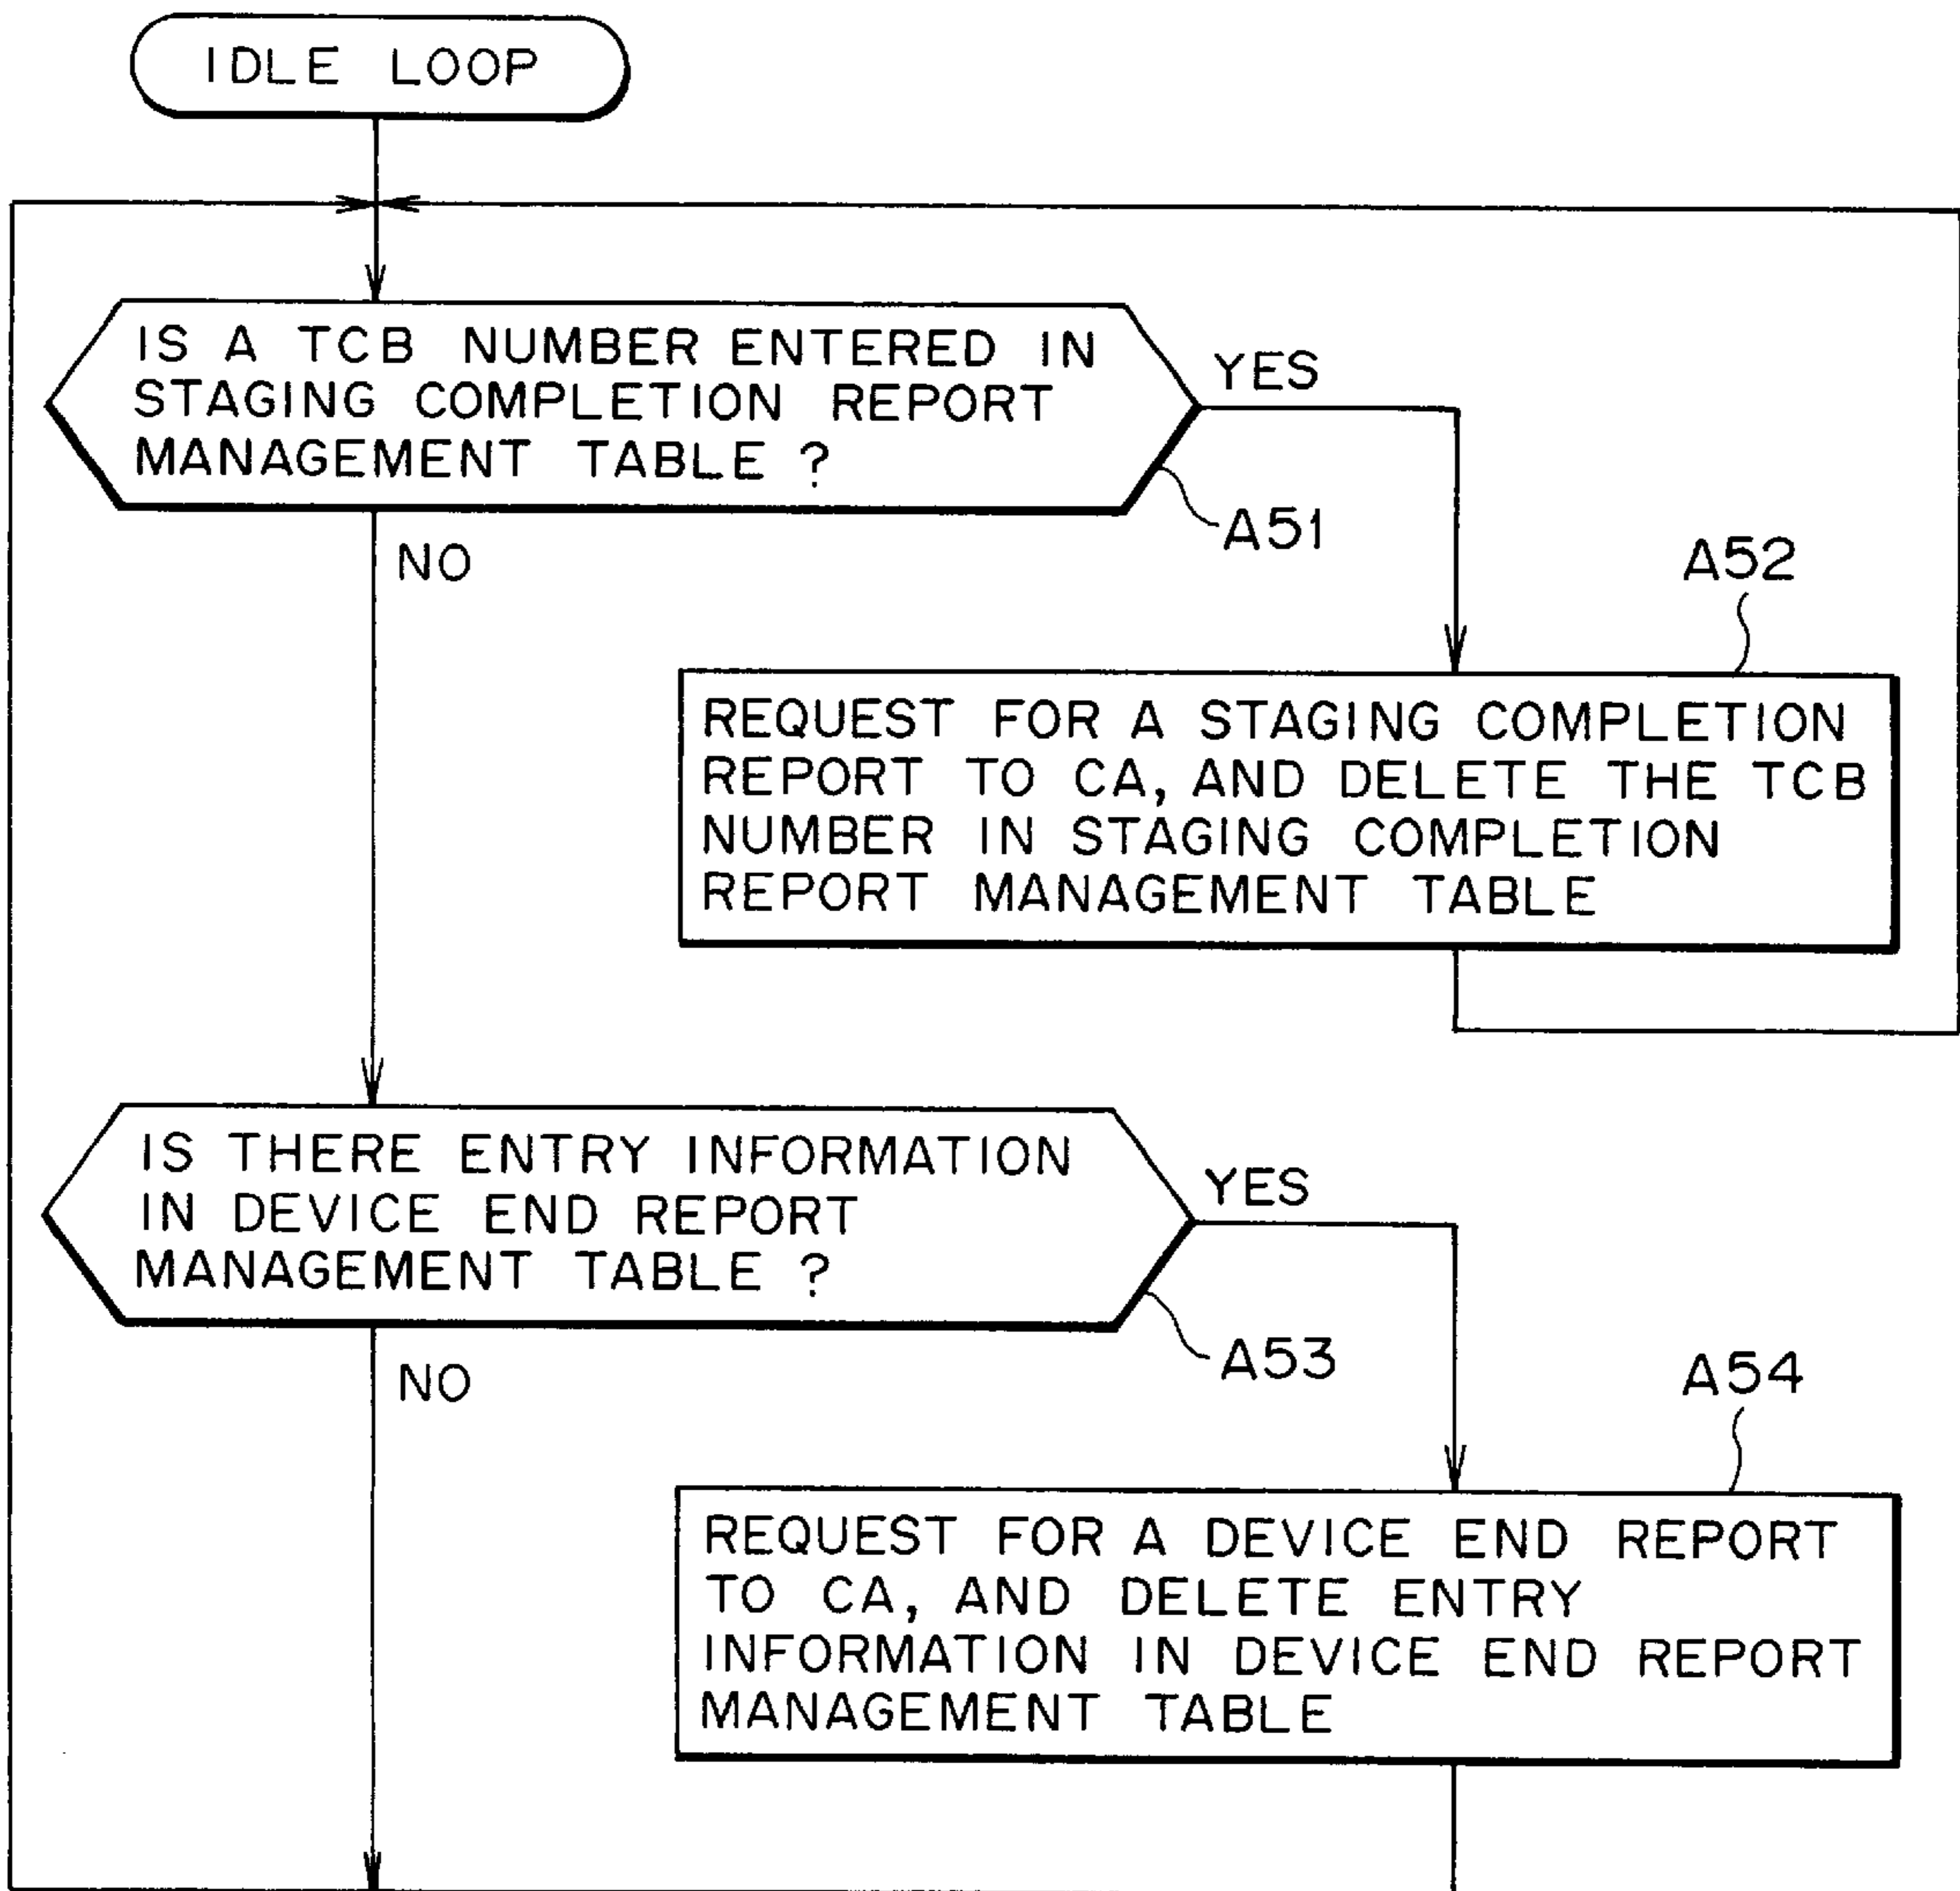 IDLE LOOP
IS A TCB NUMBER ENTERED IN
STAGING COMPLETION REPORT
MANAGEMENT TABLE ?
YES
A51
NO
A52
REQUEST FOR A STAGING COMPLETION
REPORT TO CA, AND DELETE THE TCB
NUMBER IN STAGING COMPLETION
REPORT MANAGEMENT TABLE
IS THERE ENTRY INFORMATION
IN DEVICE END REPORT
MANAGEMENT TABLE ?
YES
A53
NO
A54
REQUEST FOR A DEVICE END REPORT
TO CA, AND DELETE ENTRY
INFORMATION IN DEVICE END REPORT
MANAGEMENT TABLE